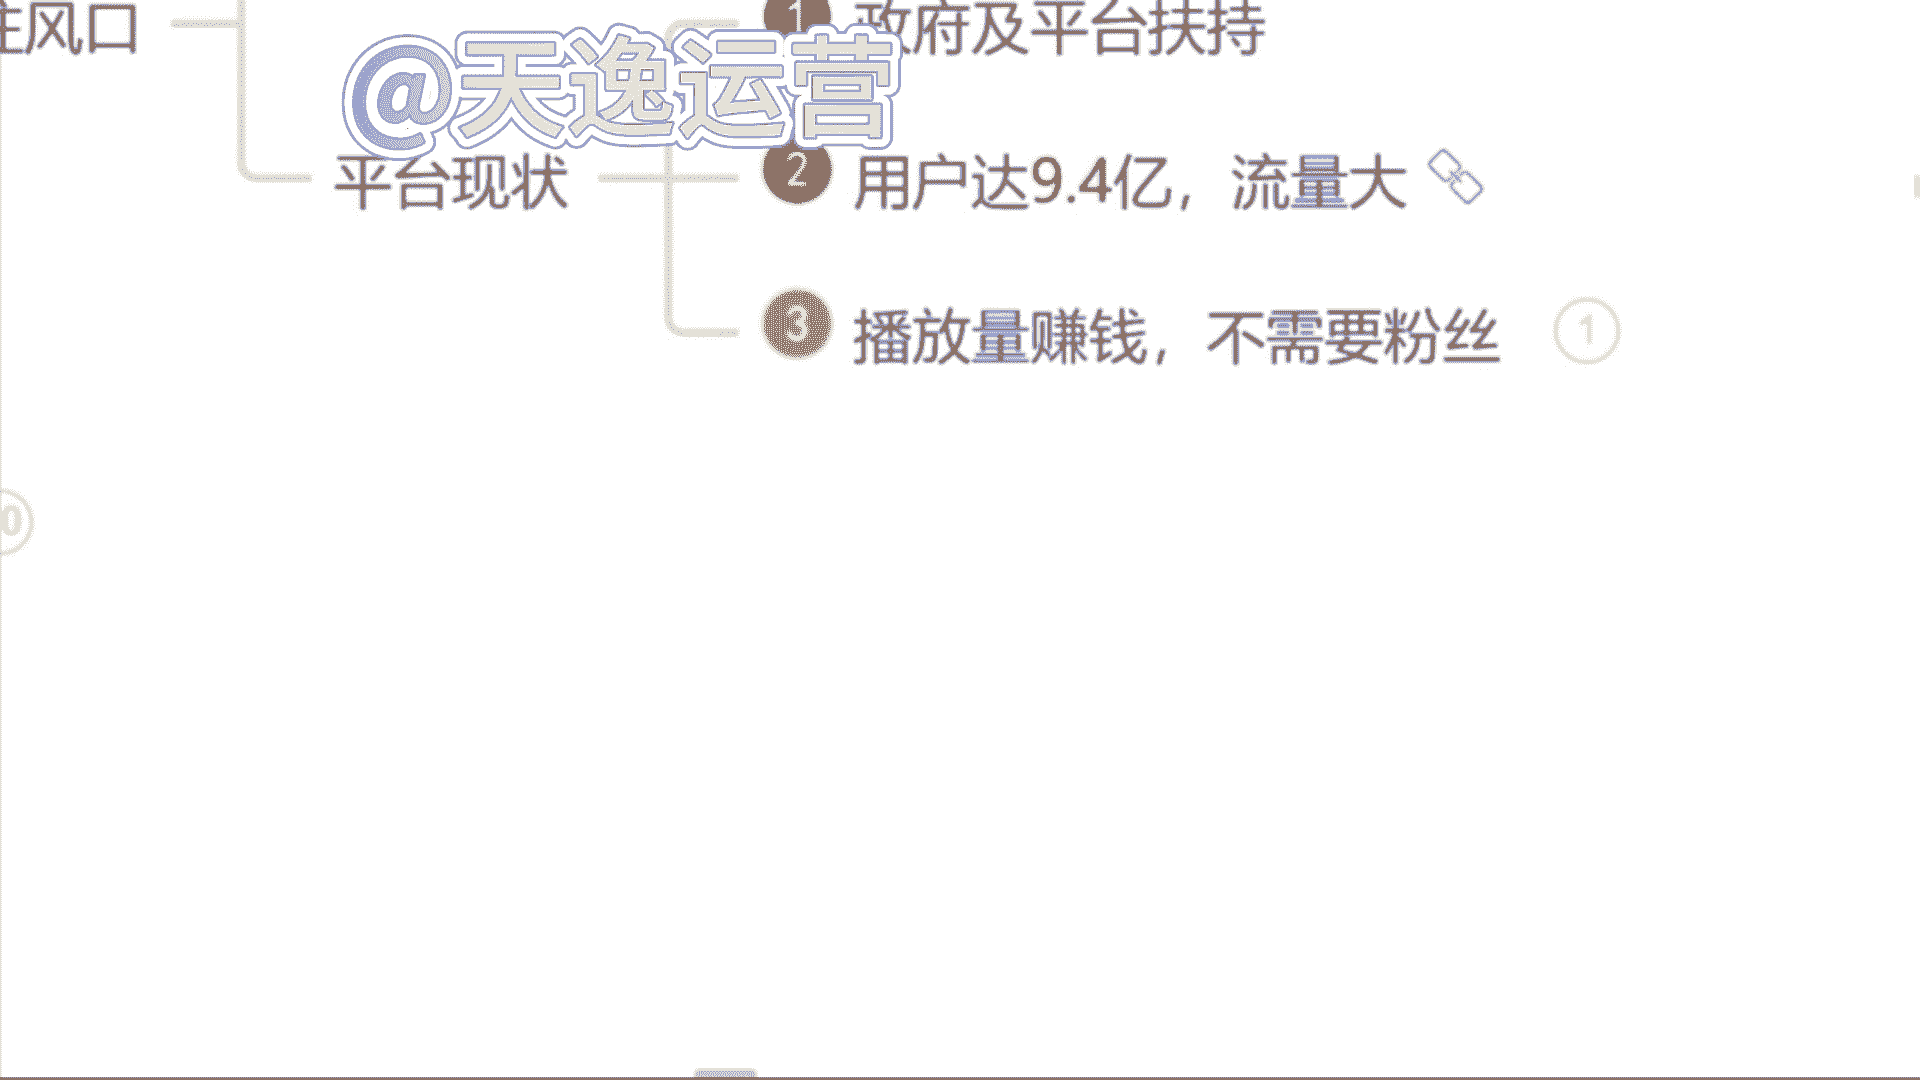 风口
政府及平台扶持
@天逸运营
平台现状
2 用户达9.4亿，流量大
3 播放量赚钱，不需要粉丝 1